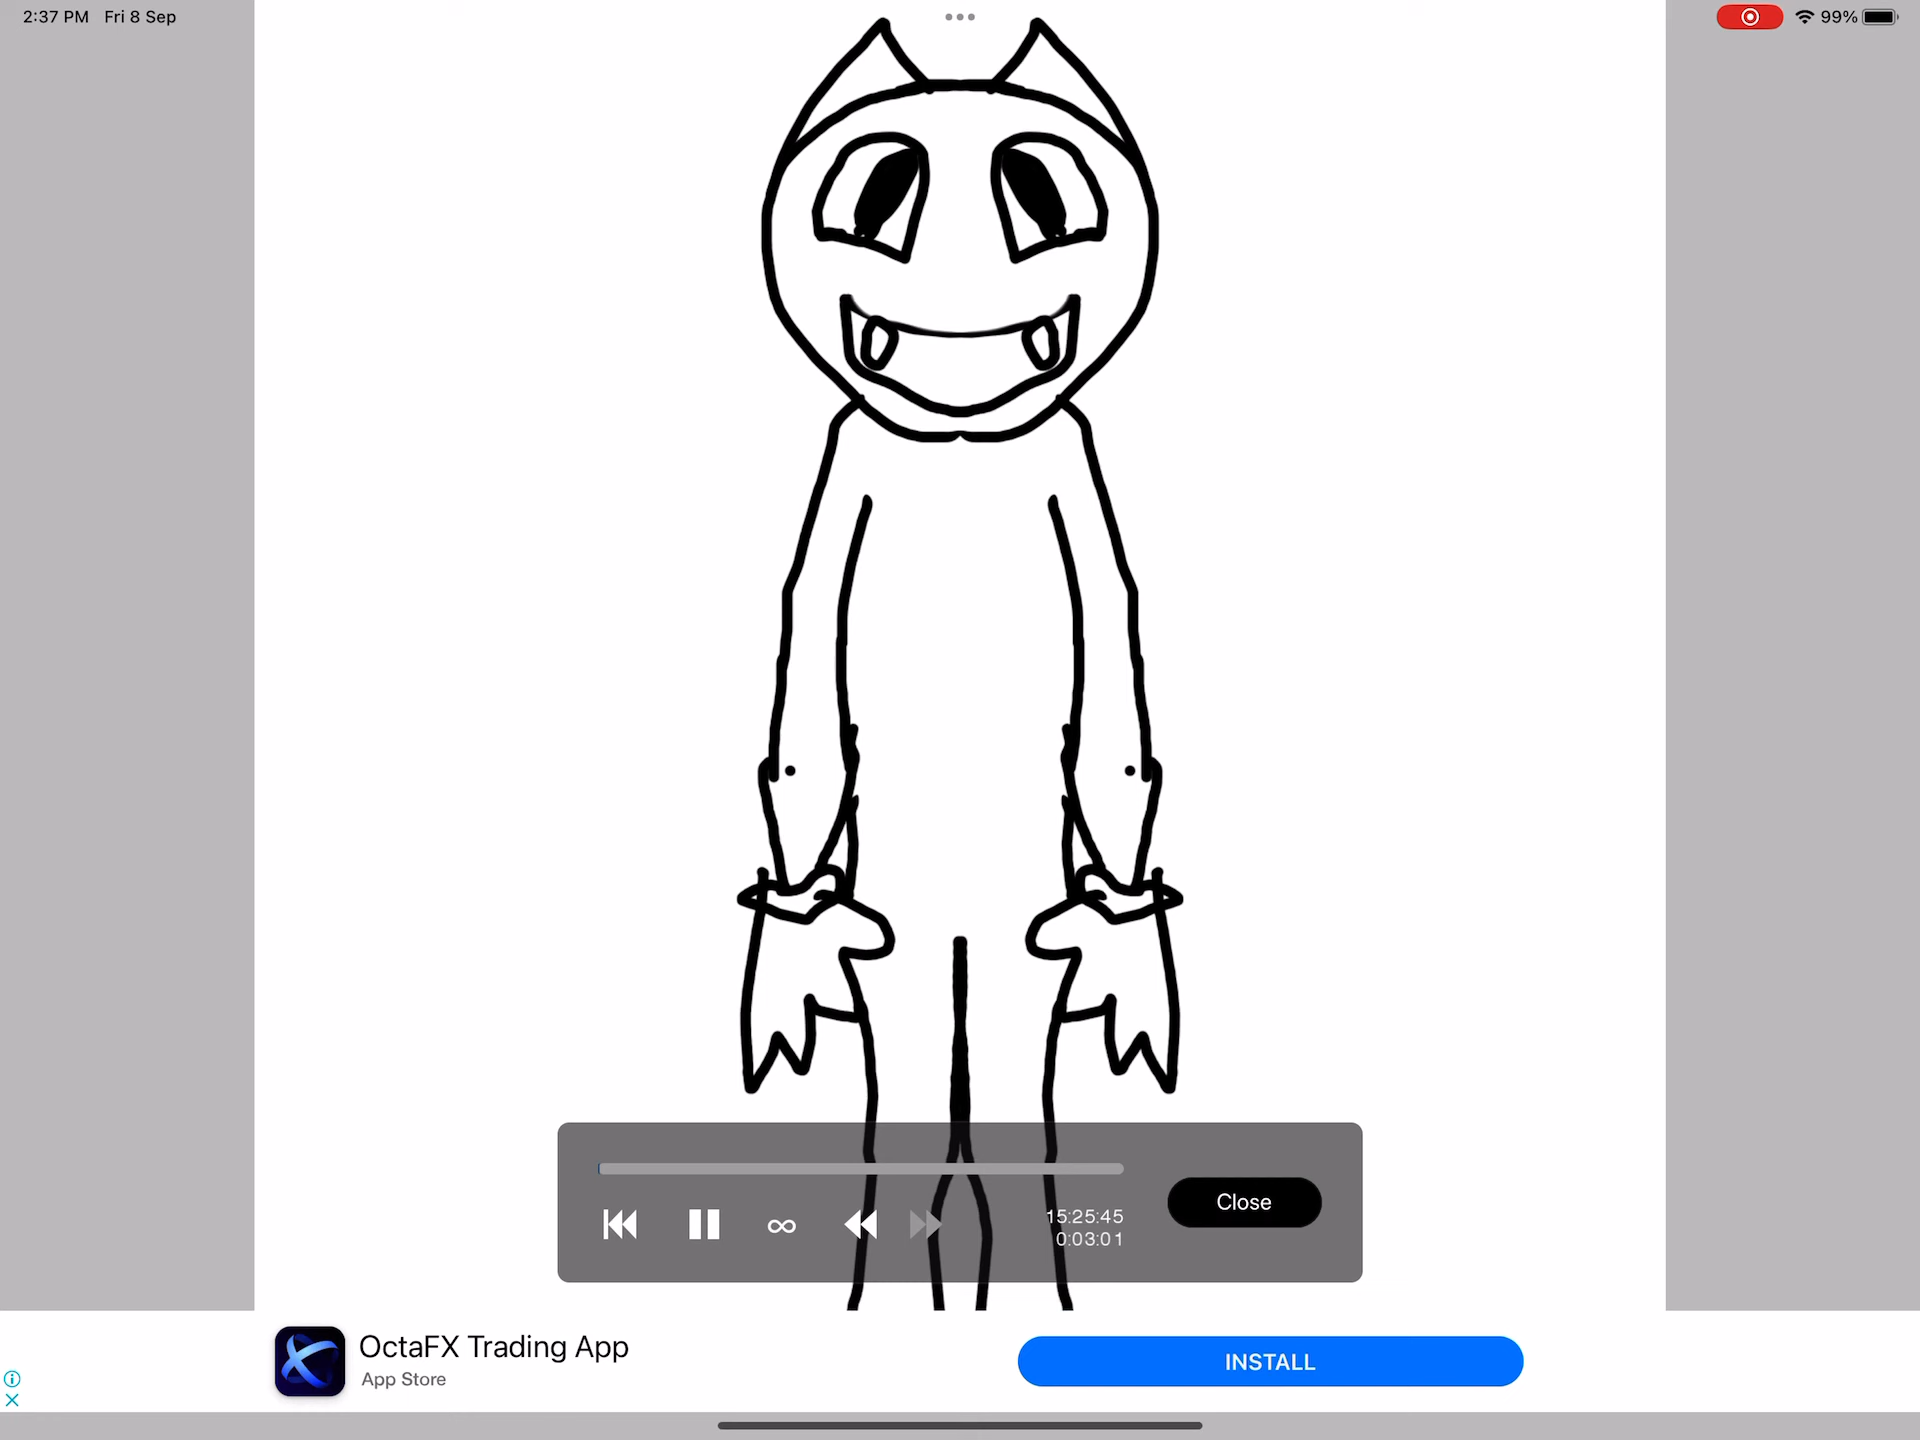 2:37 PM Fri 8 Sep
99%
15:25:45
0:03:01
Close
OctaFX Trading App
App Store
INSTALL